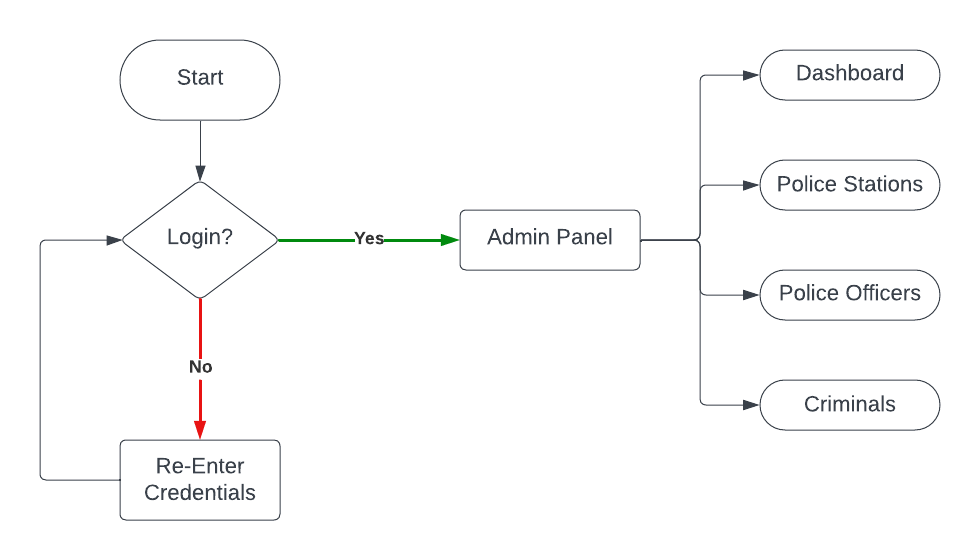 Start
Login?
Yes
No
Re-Enter
Credentials
Admin Panel
Dashboard
Police Stations
Police Officers
Criminals